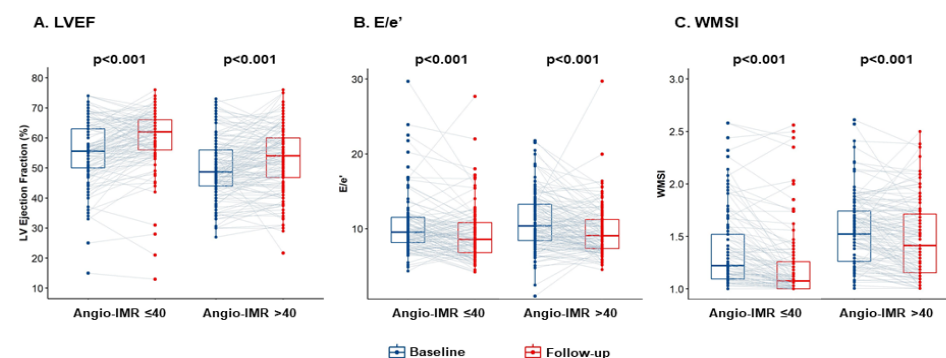 A. LVEF
B. E/e’
C. WMSI
p<0.001
p<0.001
p<0.001
p<0.001
p<0.001
p<0.001
LV Ejection Fraction (%)
80
70
60
50
40
30
20
10
Angio-IMR ≤40
Angio-IMR >40
E/e’
30
20
10
Angio-IMR ≤40
Angio-IMR >40
WMSI
3.0
2.5
2.0
1.5
1.0
Angio-IMR ≤40
Angio-IMR >40
Baseline
Follow-up